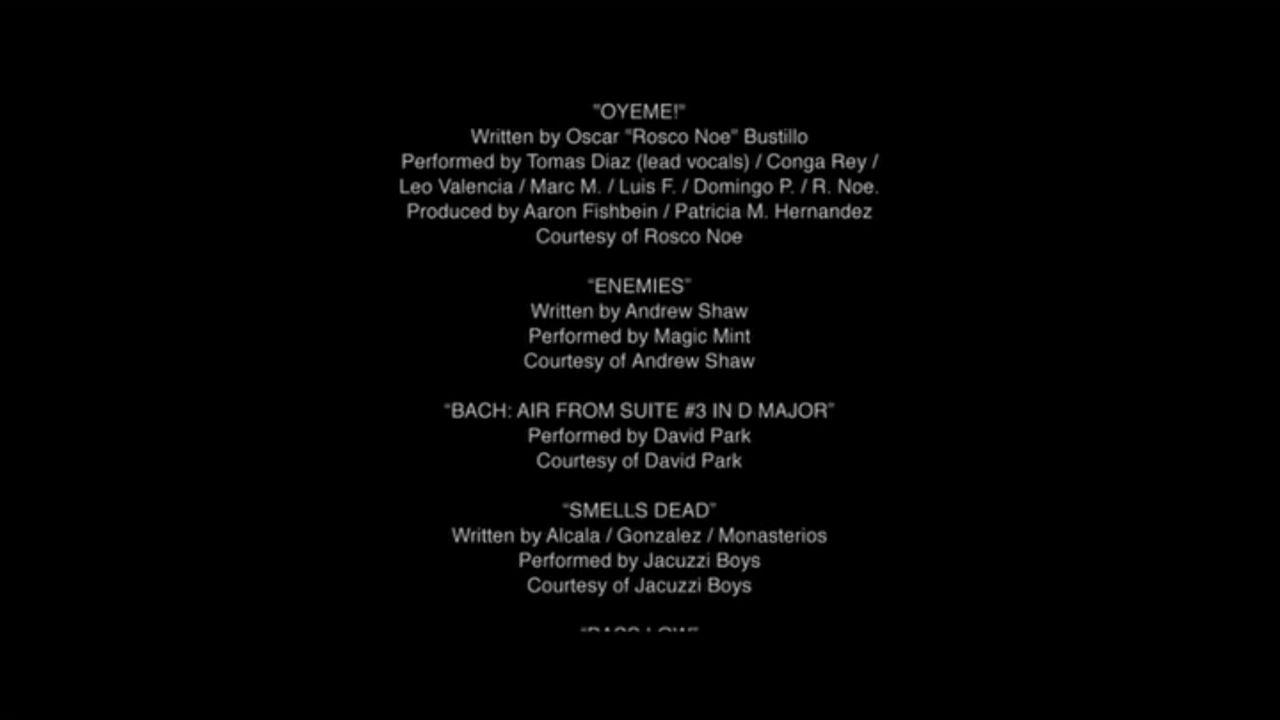 "OYEME!"
Written by Oscar "Rosco Noe" Bustillo
Performed by Tomas Diaz (lead vocals) / Conga Rey /
Leo Valencia / Marc M. / Luis F. / Domingo P. / R. Noe.
Produced by Aaron Fishbein / Patricia M. Hernandez
Courtesy of Rosco Noe
“ENEMIES”
Written by Andrew Shaw
Performed by Magic Mint
Courtesy of Andrew Shaw
“BACH: AIR FROM SUITE #3 IN D MAJOR”
Performed by David Park
Courtesy of David Park
“SMELLS DEAD”
Written by Alcala / Gonzalez / Monasterios
Performed by Jacuzzi Boys
Courtesy of Jacuzzi Boys